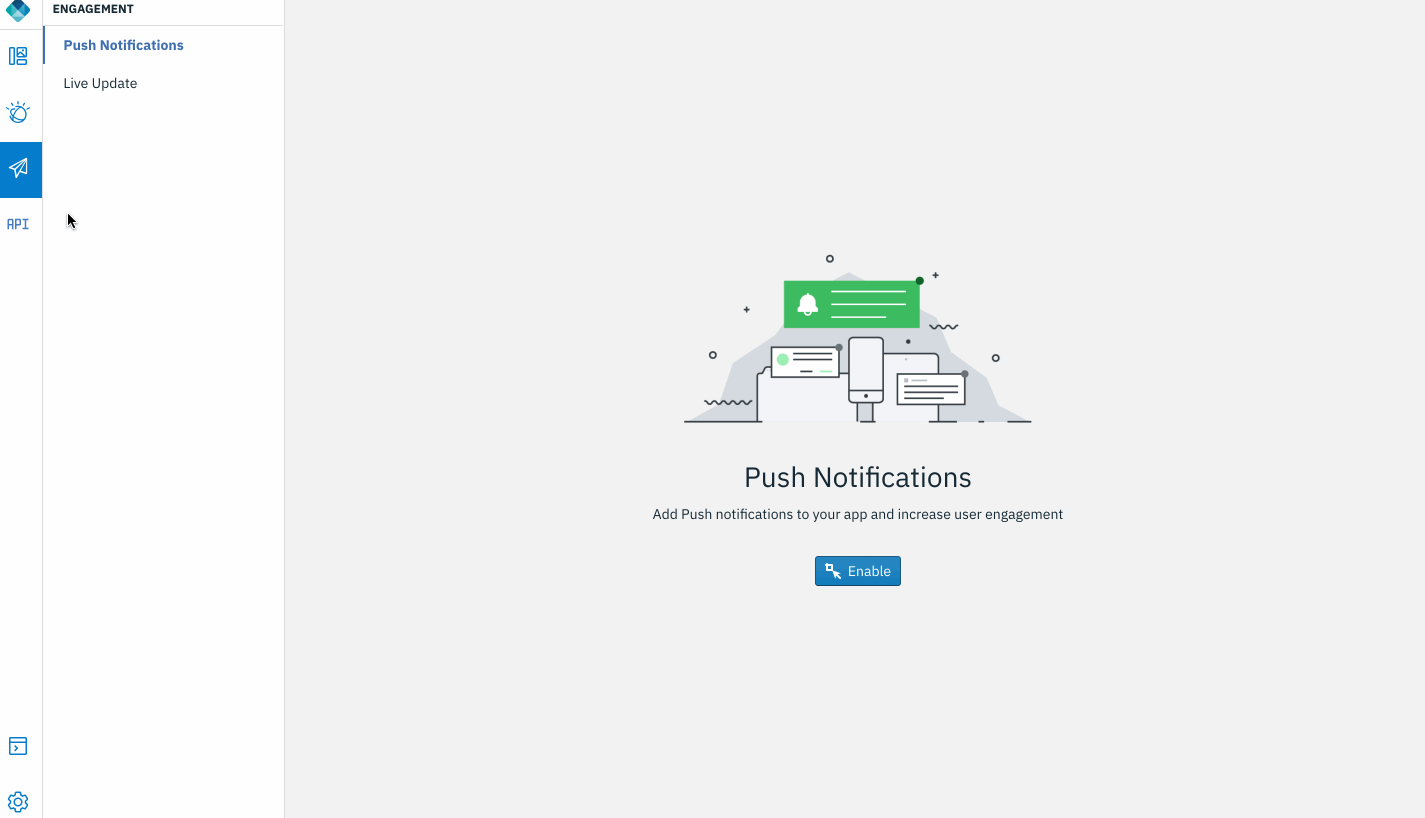 ENGAGEMENT
Push Notifications
Live Update
API
Push Notifications
Add Push notifications to your app and increase user engagement
Enable